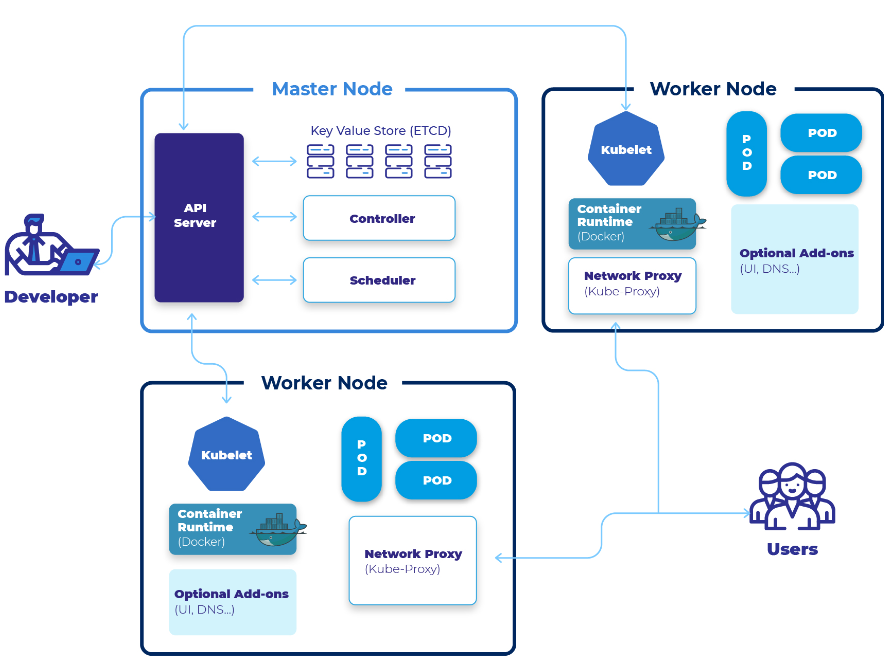 Master Node
Key Value Store (ETCD)
API
Server
Controller
Scheduler
Developer
Worker Node
Kubelet
P
O
D
POD
POD
Container
Runtime
(Docker)
Network Proxy
(Kube-Proxy)
Optional Add-ons
(UI, DNS...)
Worker Node
Kubelet
P
O
D
POD
POD
Container
Runtime
(Docker)
Optional Add-ons
(UI, DNS...)
Network Proxy
(Kube-Proxy)
Users